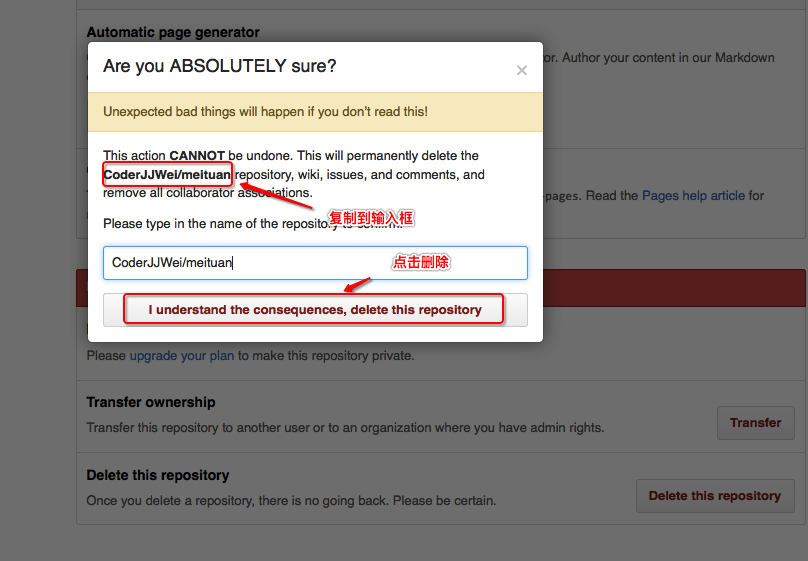 Automatic page generator
Are you ABSOLUTELY sure?
×
or. Author your content in our Markdown
Unexpected bad things will happen if you don't read this!
This action CANNOT be undone. This will permanently delete the
CoderJJWei/meituan repository, wiki, issues, and comments, and
remove all collaborator associations.
-pages. Read the Pages help article for
复制到输入框
Please type in the name of the repository to confirm.
CoderJJWei/meituan
点击删除
I understand the consequences, delete this repository
Please upgrade your plan to make this repository private.
Transfer ownership
Transfer this repository to another user or to an organization where you have admin rights.
Transfer
Delete this repository
Once you delete a repository, there is no going back. Please be certain.
Delete this repository